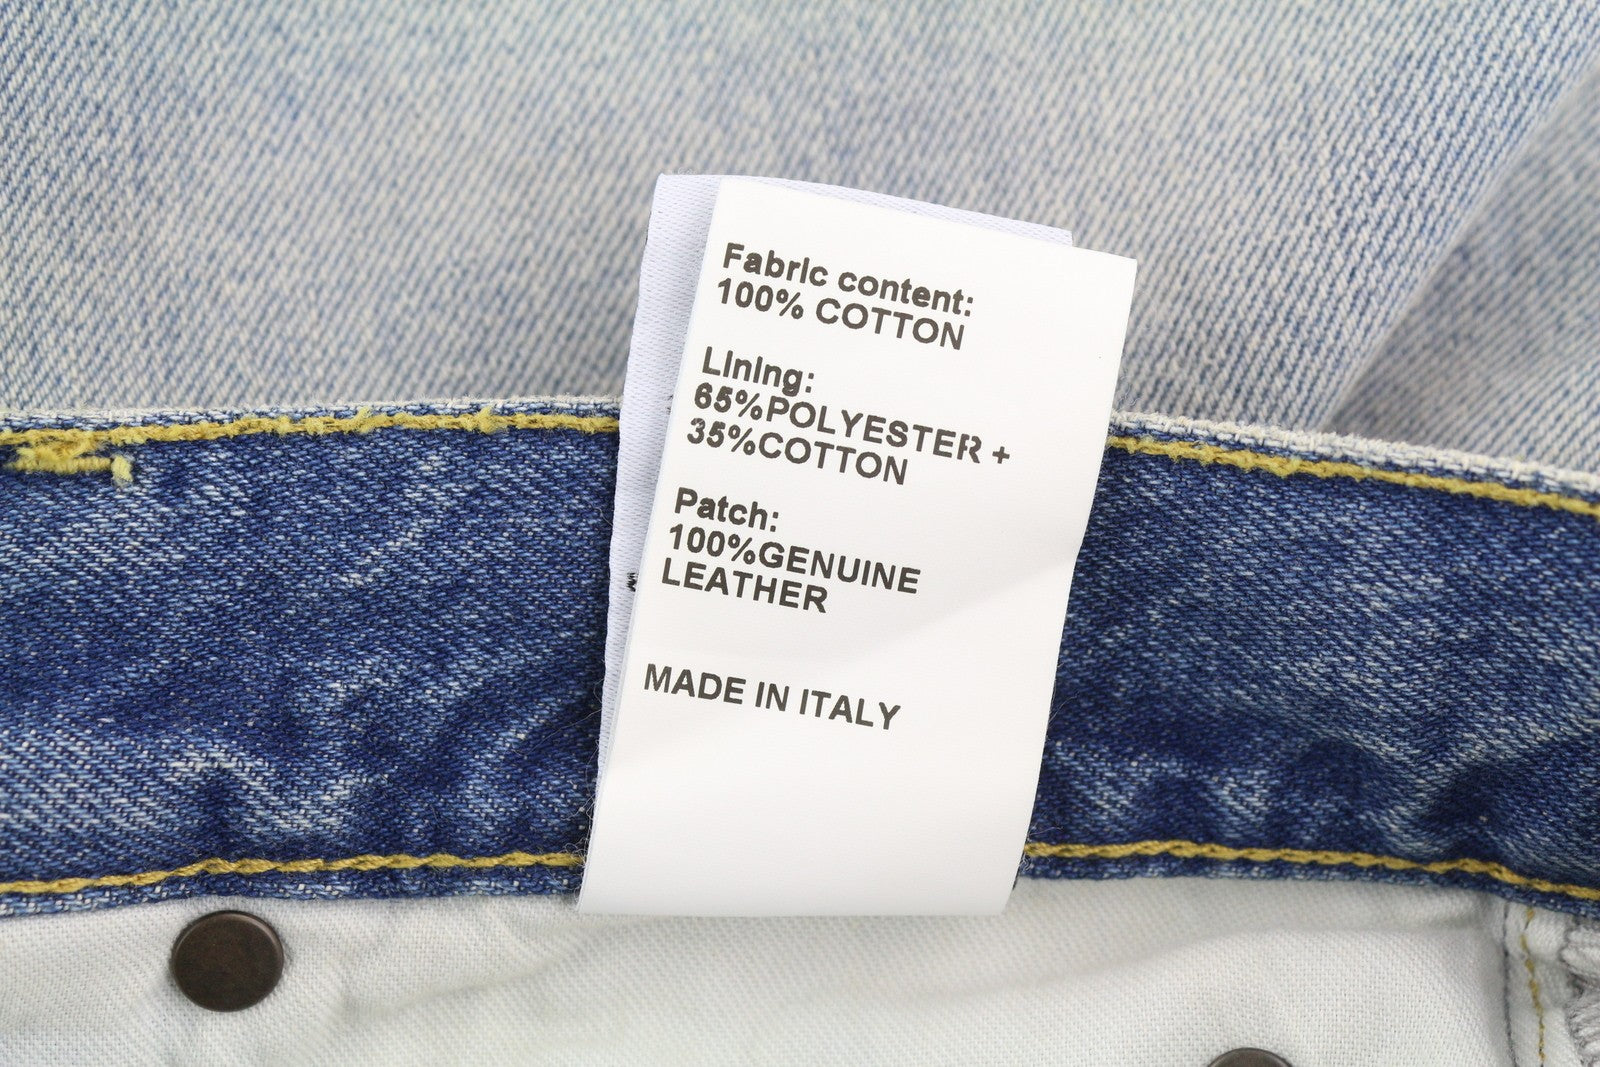 Fabric content:
100% COTTON
Lining:
65%POLYESTER +
35%COTTON
Patch:
100%GENUINE
LEATHER
MADE IN ITALY